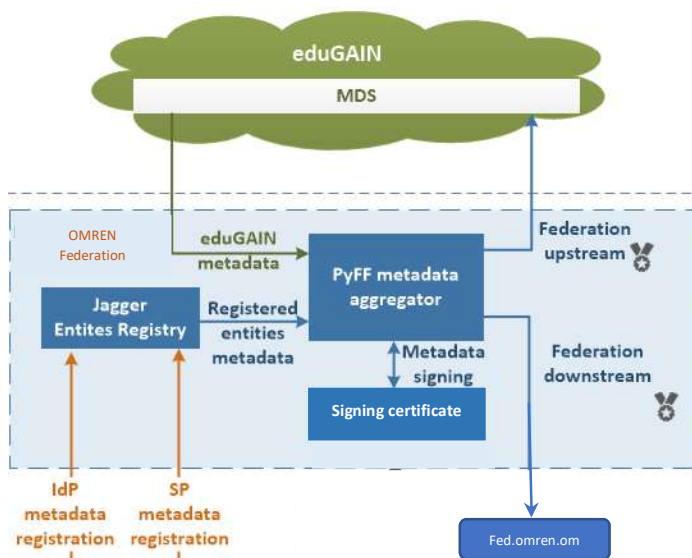 eduGAIN
MDS
OMREN
Federation
eduGAIN
metadata
Federation
upstream
PyFF metadata
aggregator
Jagger
Entites Registry
Registered
entities
metadata
Metadata
signing
Federation
downstream
Signing certificate
IdP
metadata
registration
SP
metadata
registration
Fed.omren.om